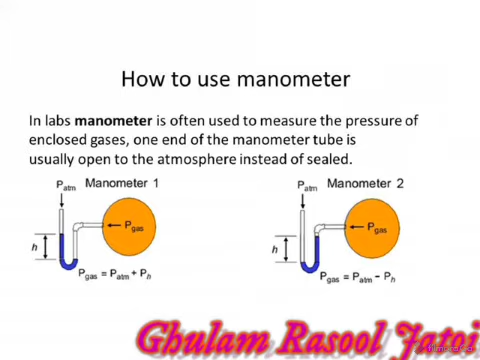 How to use manometer
In labs manometer is often used to measure the pressure of
enclosed gases, one end of the manometer tube is
usually open to the atmosphere instead of sealed.
Patm Manometer 1
Pgas
h
Pgas = Patm + Ph
Patm Manometer 2
Pgas
h
Pgas = Patm − Ph
Ghulam Rasool Jatoi